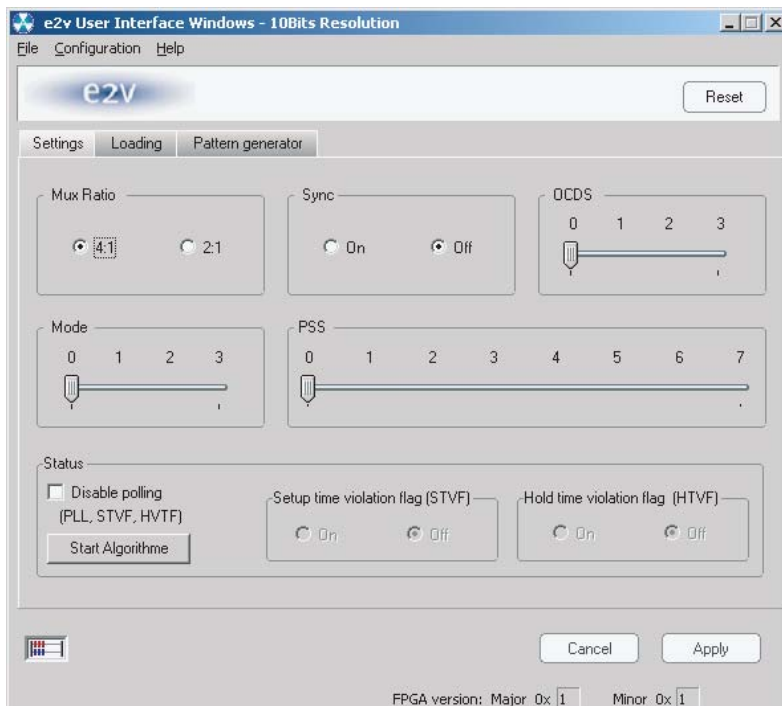 e2v User Interface Windows - 10Bits Resolution
File Configuration Help
e2v
Reset
Settings Loading Pattern generator
Mux Ratio
4:1 2:1
Sync
On Off
OCDS
0 1 2 3
Mode
0 1 2 3
PSS
0 1 2 3 4 5 6 7
Status
Disable polling
(PLL, STVF, HVTF)
Start Algorithme
Setup time violation flag (STVF)
On Off
Hold time violation flag (HTVF)
On Off
Cancel Apply
FPGA version: Major 0x 1 Minor 0x 1